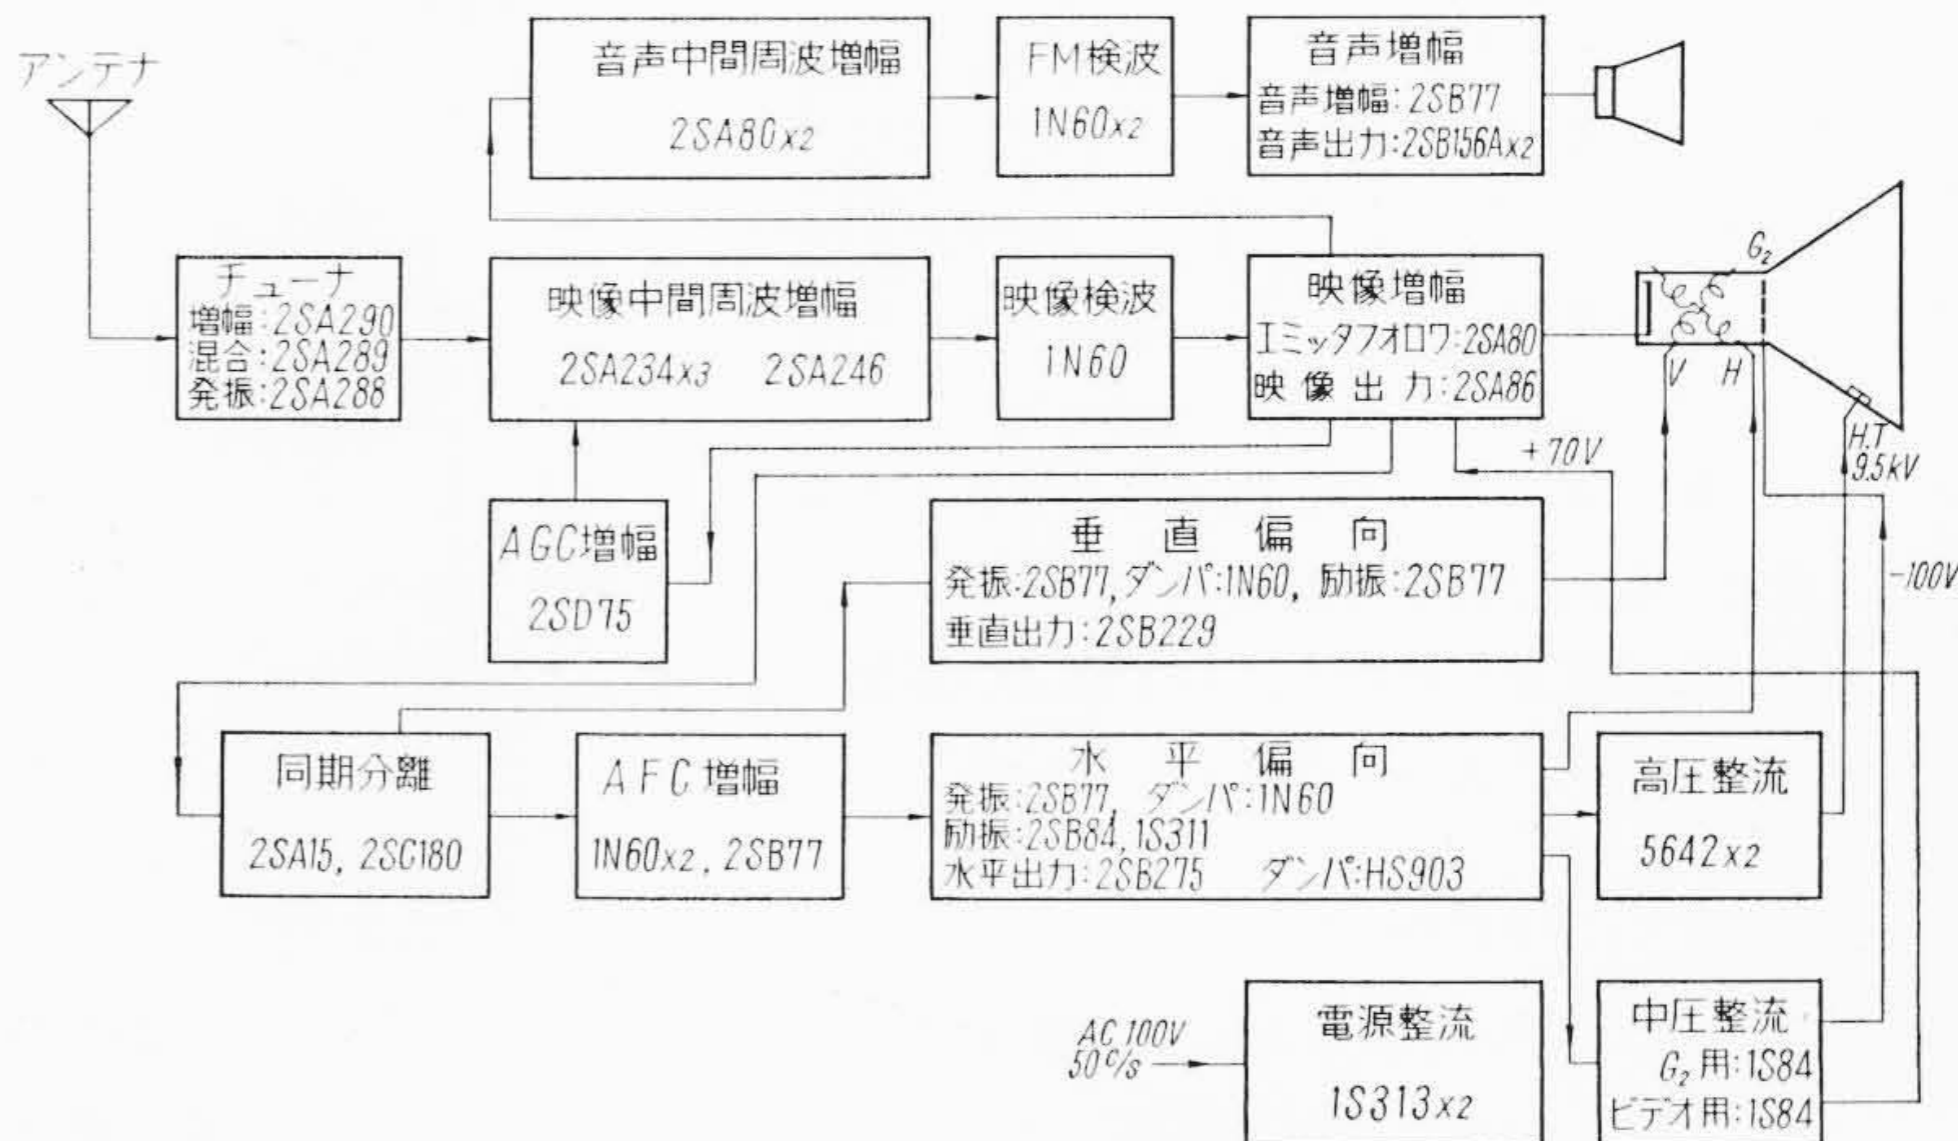 アンテナ
音声中間周波増幅
2SA80x2
FM検波
1N60x2
音声増幅
音声増幅:2SB77
音声出力:2SB156Ax2
チューナ
増幅:2SA290
混合:2SA289
発振:2SA288
映像中間周波増幅
2SA234x3 2SA246
映像検波
1N60
映像増幅
エミッタフオロワ:2SA80
映像出力:2SA86
G₂
V H
H.T
9.5kV
+70V
-100V
AGC増幅
2SD75
垂直偏向
発振:2SB77,ダンパ:1N60, 励振:2SB77
垂直出力:2SB229
同期分離
2SA15, 2SC180
AFC増幅
1N60x2, 2SB77
水平偏向
発振:2SB77, ダンパ:1N60
励振:2SB84, 1S311
水平出力:2SB275 ダンパ:HS903
高圧整流
5642x2
AC 100V
50c/s
電源整流
1S313x2
中圧整流
G₂用:1S84
ビデオ用:1S84